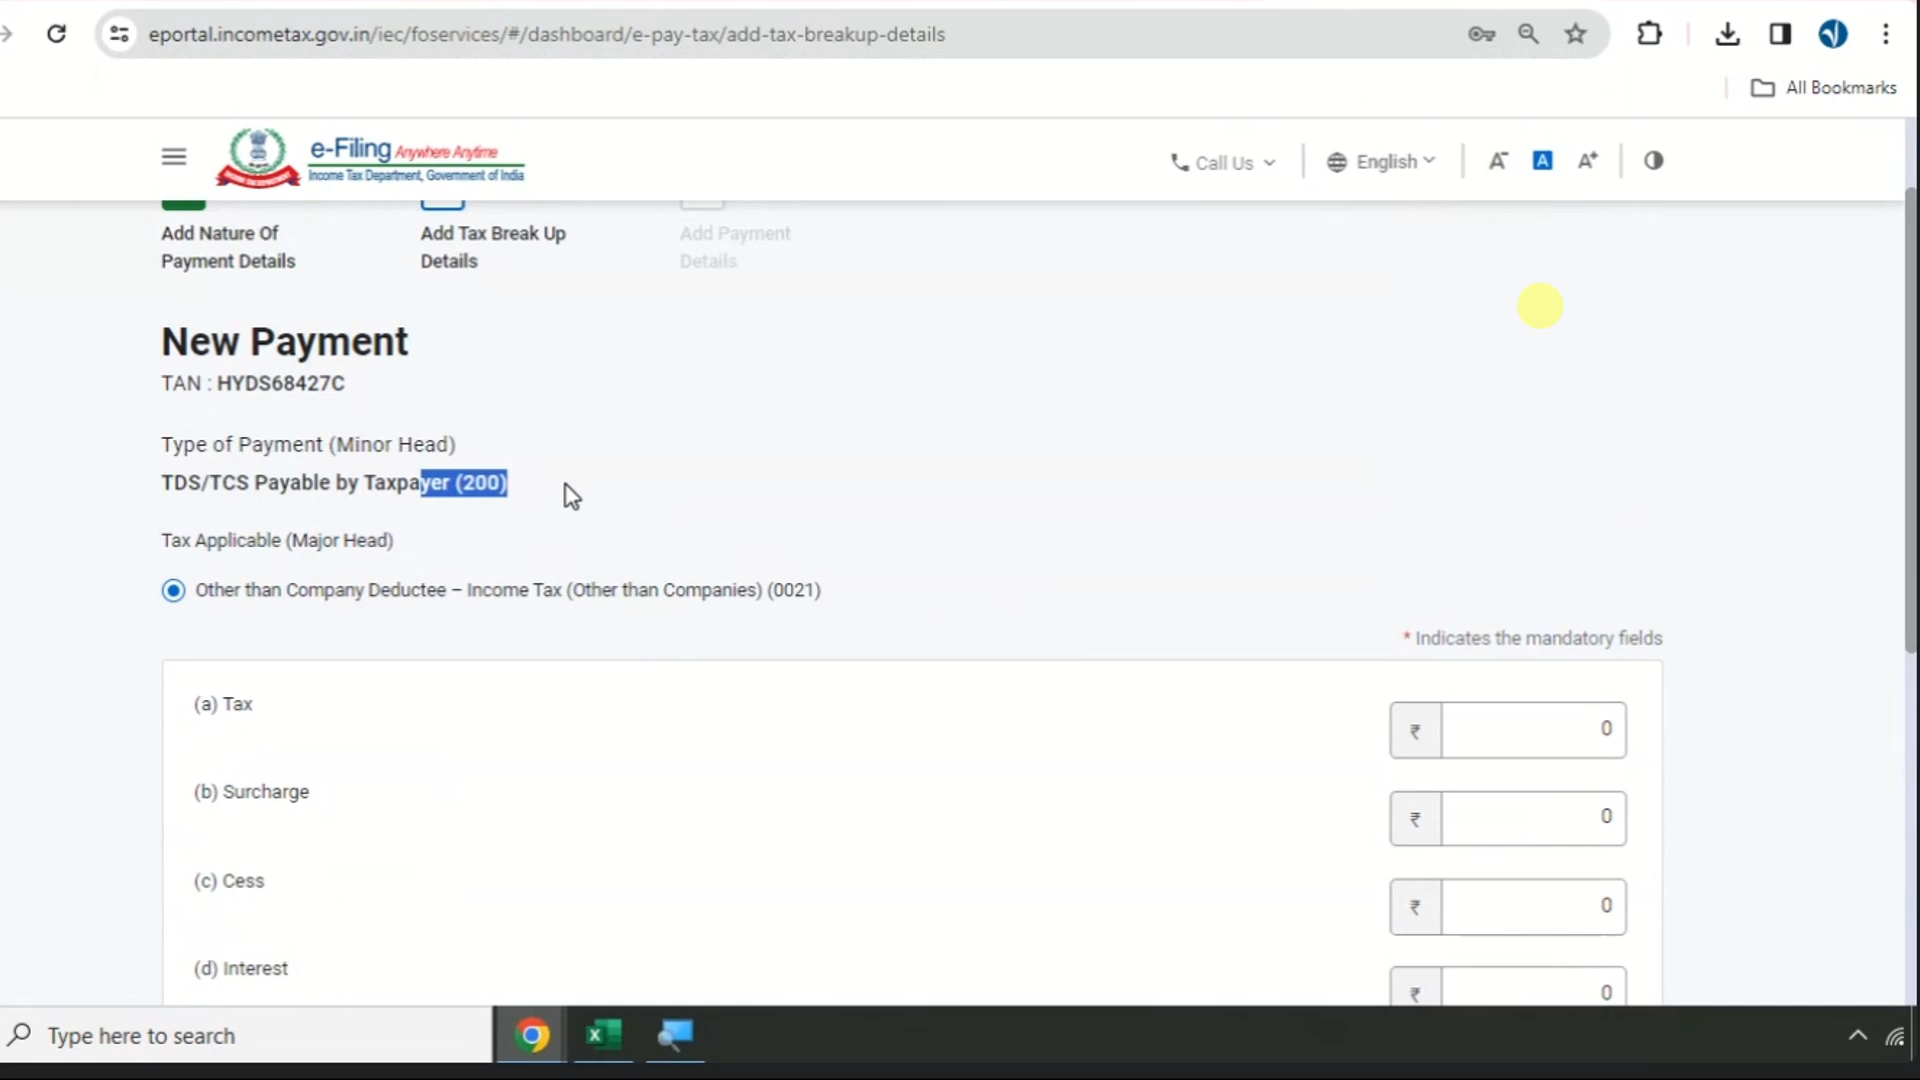 eportal.incometax.gov.in/iec/foservices/#/dashboard/e-pay-tax/add-tax-breakup-details
All Bookmarks
e-Filing Anywhere Anytime
Income Tax Department, Government of India
Call Us
English
A-
A
A+
Add Nature Of
Payment Details
Add Tax Break Up
Details
Add Payment
Details
New Payment
TAN : HYDS68427C
Type of Payment (Minor Head)
TDS/TCS Payable by Taxpayer (200)
Tax Applicable (Major Head)
Other than Company Deductee – Income Tax (Other than Companies) (0021)
* Indicates the mandatory fields
(a) Tax
₹ 0
(b) Surcharge
₹ 0
(c) Cess
₹ 0
(d) Interest
₹ 0
Type here to search